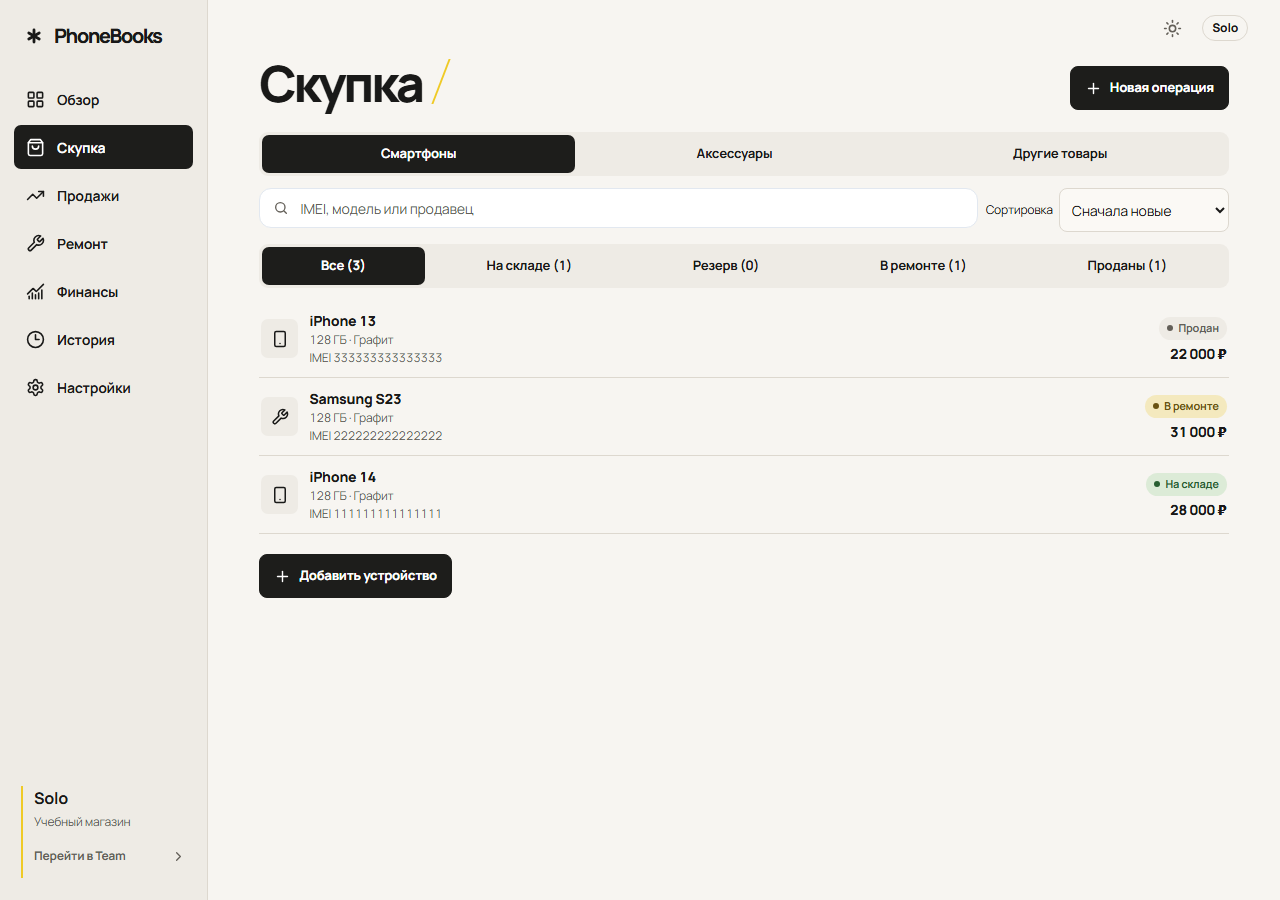 PhoneBooks
Solo
Обзор
Скупка
Продажи
Ремонт
Финансы
История
Настройки
Solo
Учебный магазин
Перейти в Team
Скупка /
Новая операция
Смартфоны
Аксессуары
Другие товары
IMEI, модель или продавец
Сортировка
Сначала новые
Все (3)
На складе (1)
Резерв (0)
В ремонте (1)
Проданы (1)
iPhone 13
128 ГБ · Графит
IMEI 333333333333333
Продан
22 000 ₽
Samsung S23
128 ГБ · Графит
IMEI 222222222222222
В ремонте
31 000 ₽
iPhone 14
128 ГБ · Графит
IMEI 111111111111111
На складе
28 000 ₽
Добавить устройство